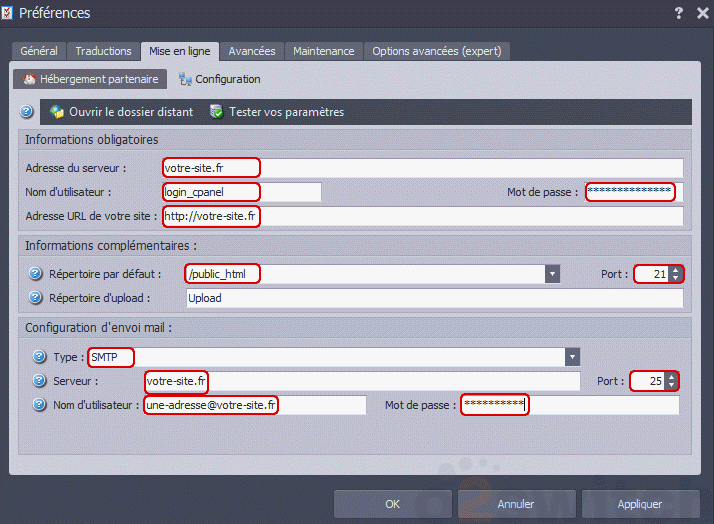 Préférences
Général Traductions Mise en ligne Avancées Maintenance Options avancées (expert)
Hébergement partenaire Configuration
Ouvrir le dossier distant Tester vos paramètres
Informations obligatoires
Adresse du serveur : votre-site.fr
Nom d'utilisateur : login_cpanel Mot de passe : **************
Adresse URL de votre site : http://votre-site.fr
Informations complémentaires :
Répertoire par défaut : /public_html Port : 21
Répertoire d'upload : Upload
Configuration d'envoi mail :
Type : SMTP
Serveur : votre-site.fr Port : 25
Nom d'utilisateur : une-adresse@votre-site.fr Mot de passe : **********
OK Annuler Appliquer